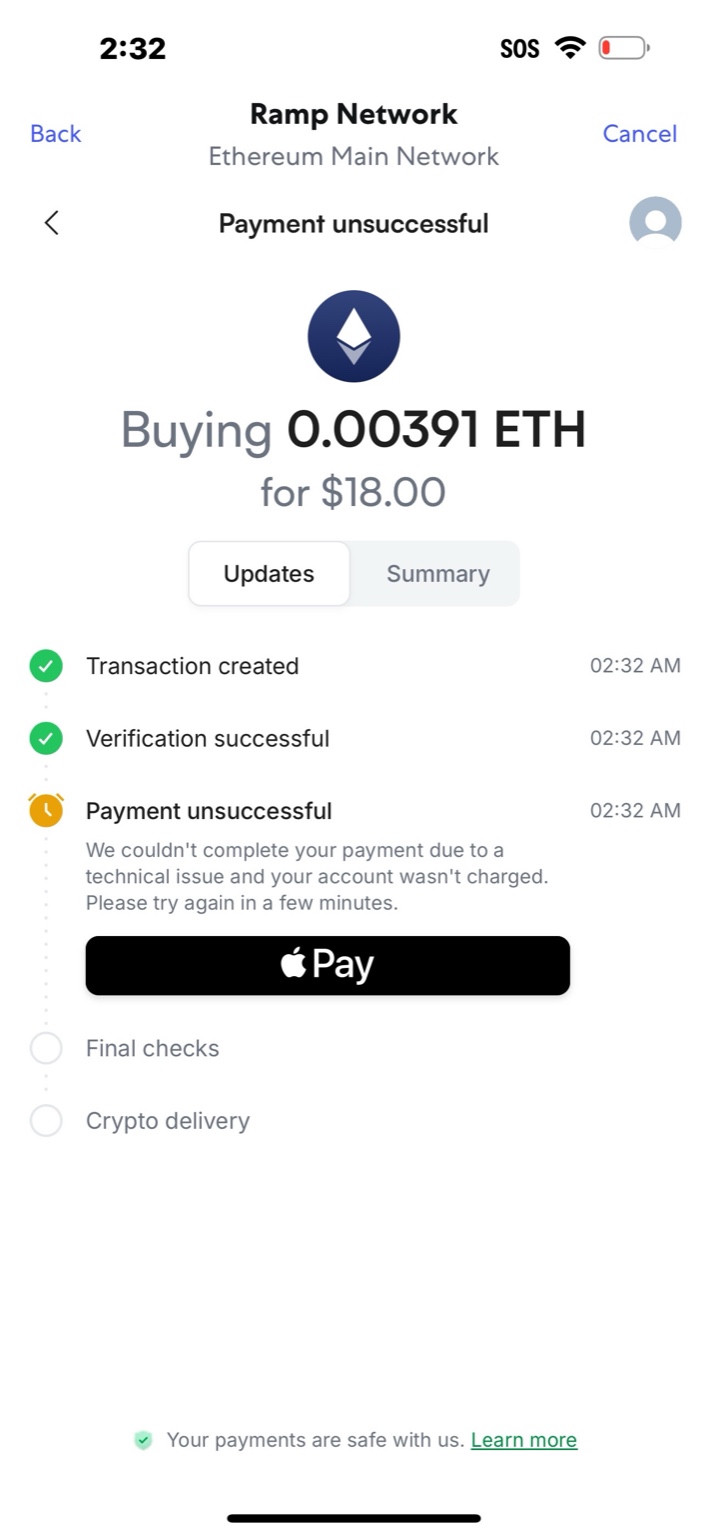 2:32 SOS
Ramp Network
Back Ethereum Main Network Cancel
Payment unsuccessful
Buying 0.00391 ETH
for $18.00
Updates Summary
Transaction created 02:32 AM
Verification successful 02:32 AM
Payment unsuccessful 02:32 AM
We couldn't complete your payment due to a
technical issue and your account wasn't charged.
Please try again in a few minutes.
Pay
Final checks
Crypto delivery
Your payments are safe with us. Learn more